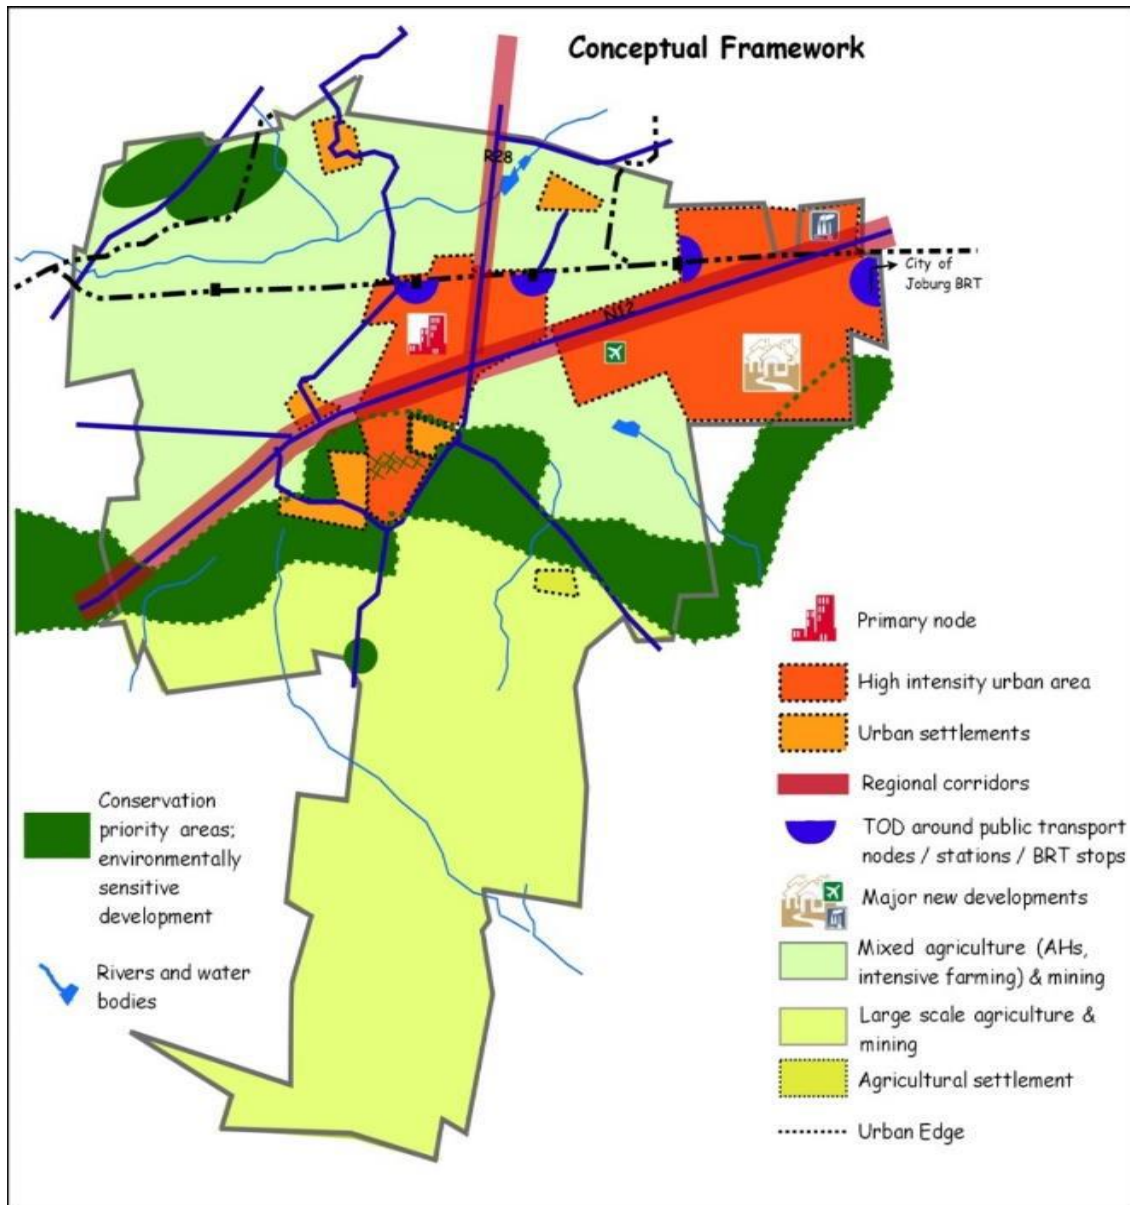 Conceptual Framework
R28
N12
City of
Joburg BRT
Primary node
High intensity urban area
Urban settlements
Regional corridors
TOD around public transport
nodes / stations / BRT stops
Major new developments
Mixed agriculture (AHs,
intensive farming) & mining
Large scale agriculture &
mining
Agricultural settlement
Urban Edge
Conservation
priority areas;
environmentally
sensitive
development
Rivers and water
bodies